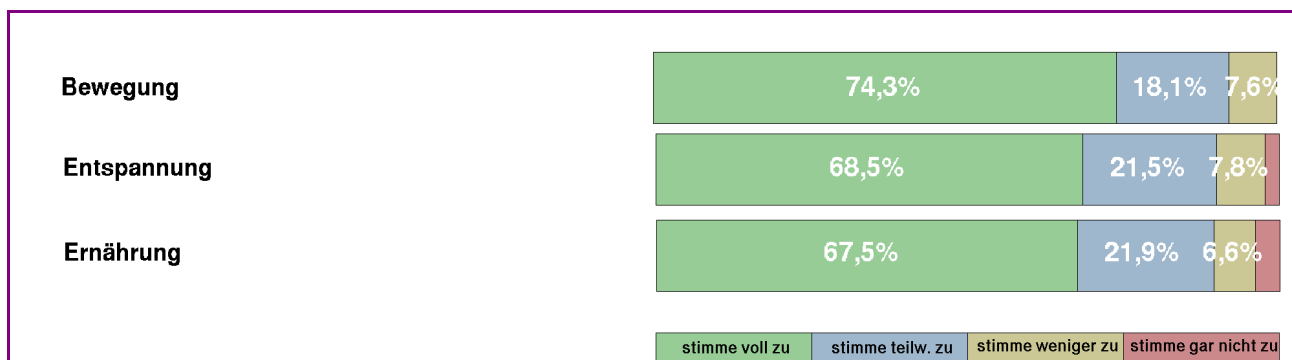 Bewegung 74,3% 18,1% 7,6%
Entspannung 68,5% 21,5% 7,8%
Ernährung 67,5% 21,9% 6,6%
stimme voll zu stimme teilw. zu stimme weniger zu stimme gar nicht zu